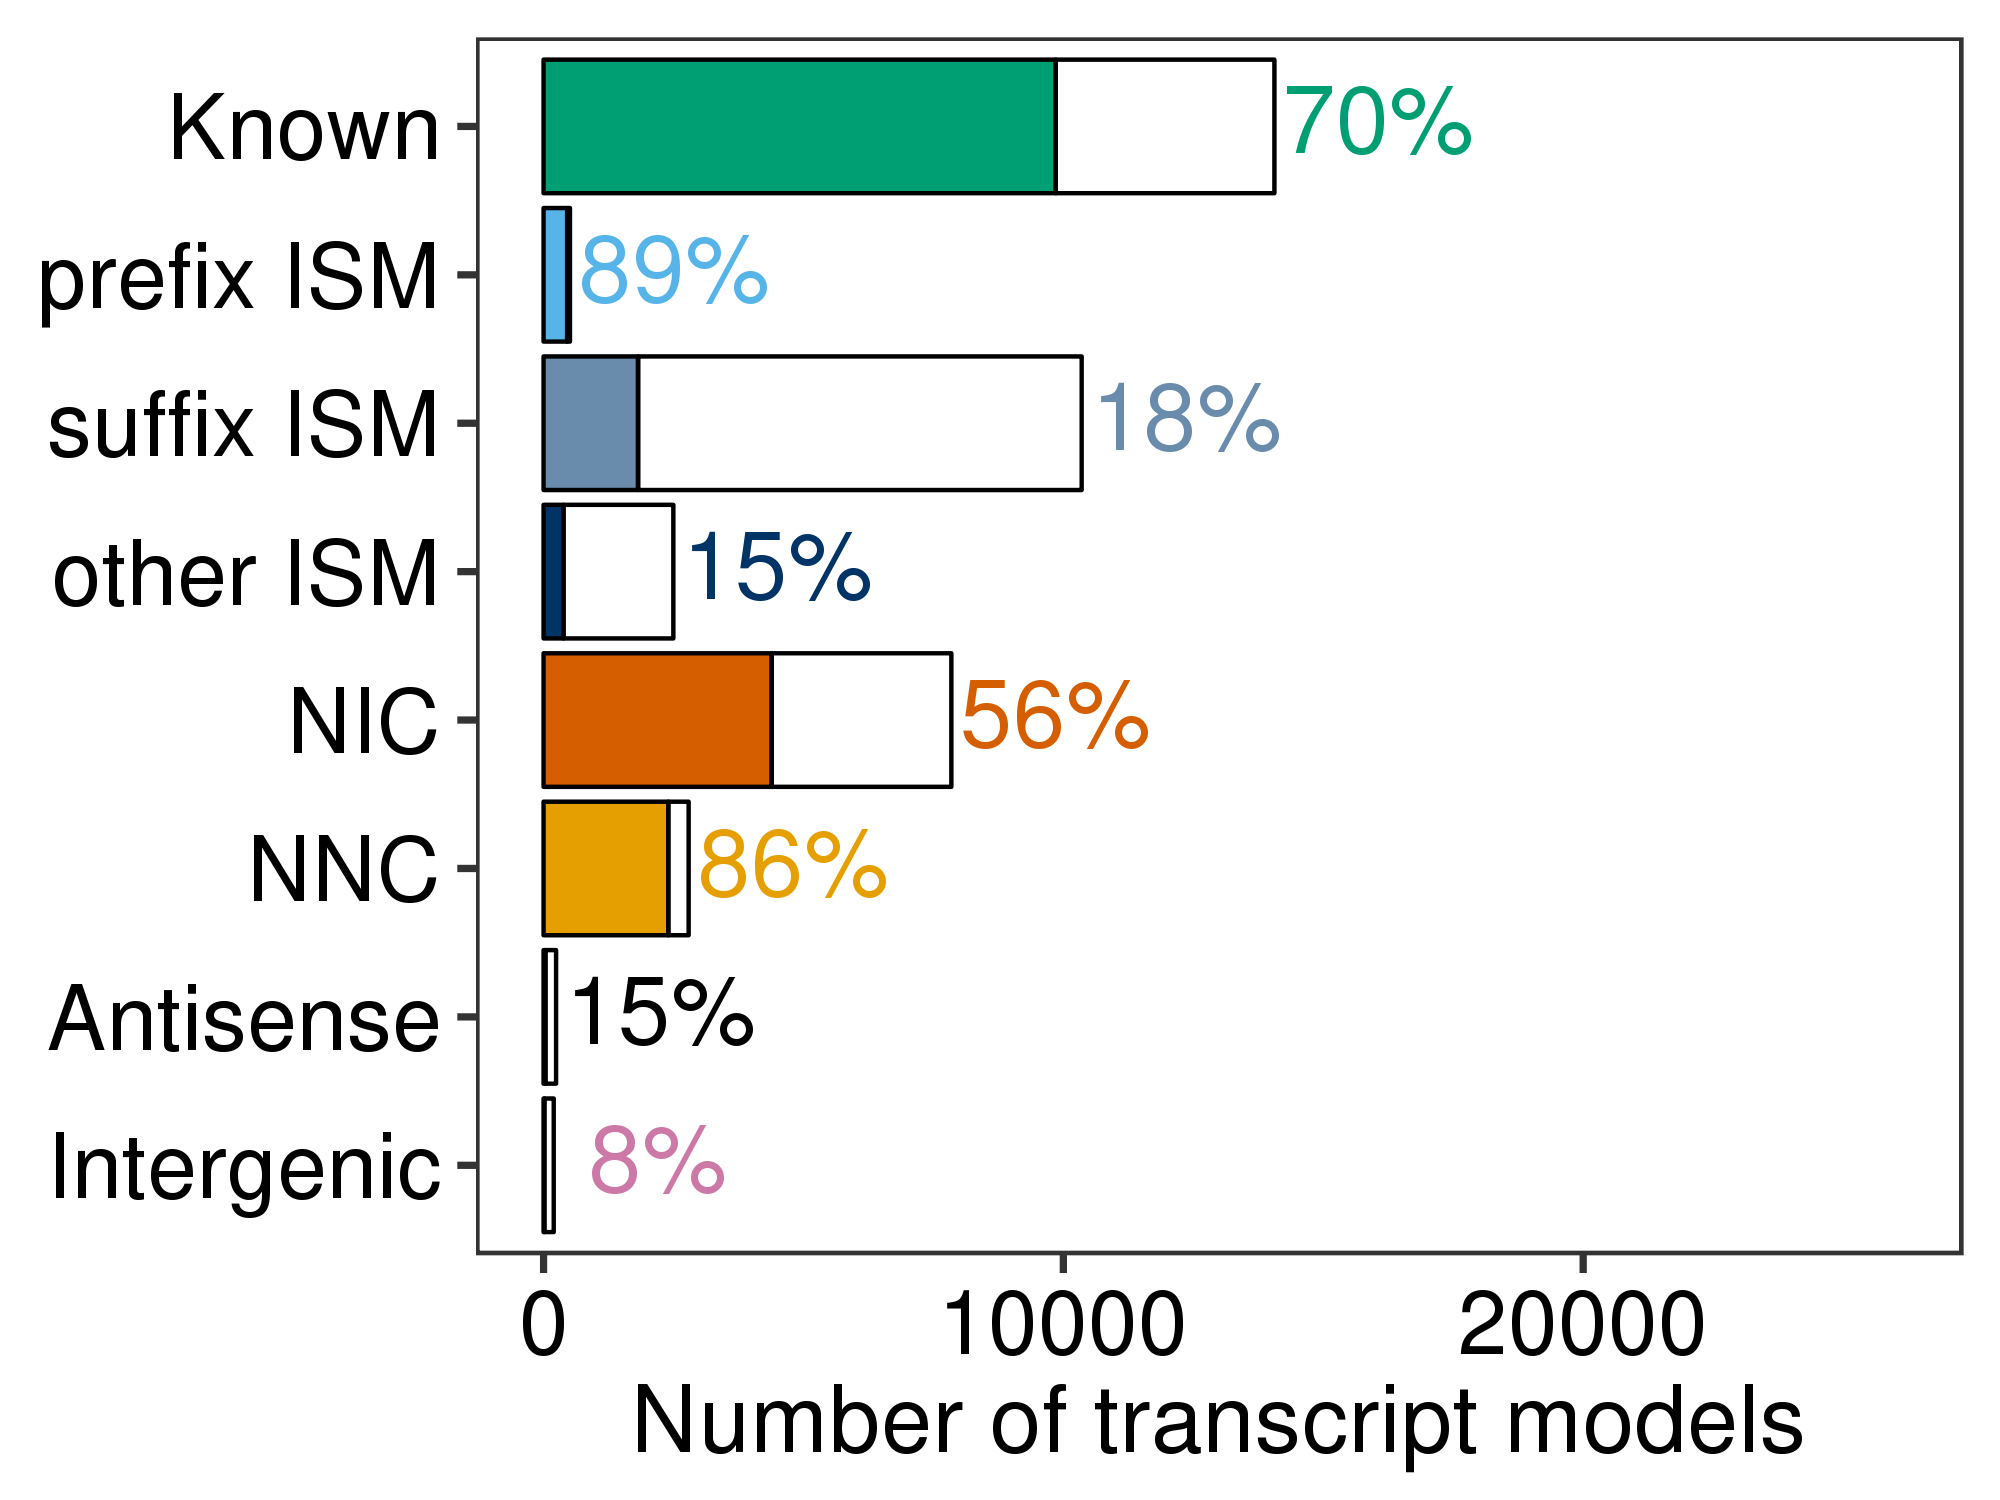 Known 70%
prefix ISM 89%
suffix ISM 18%
other ISM 15%
NIC 56%
NNC 86%
Antisense 15%
Intergenic 8%
0 10000 20000
Number of transcript models